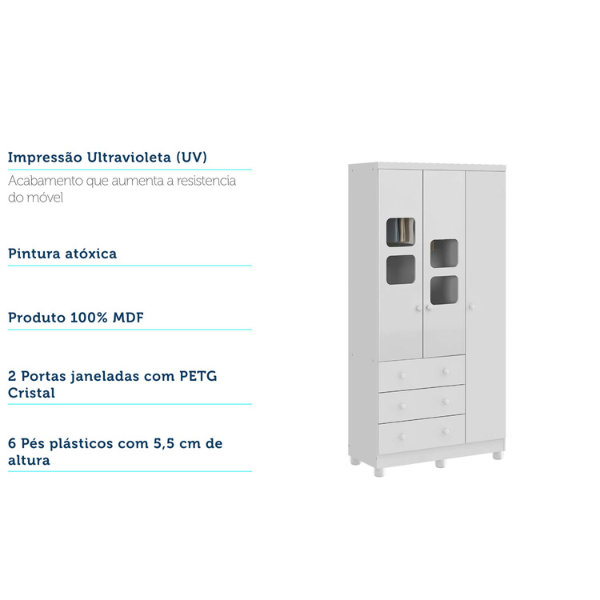 Impressão Ultravioleta (UV)
Acabamento que aumenta a resistencia
do móvel
Pintura atóxica
Produto 100% MDF
2 Portas janeladas com PETG
Cristal
6 Pés plásticos com 5,5 cm de
altura